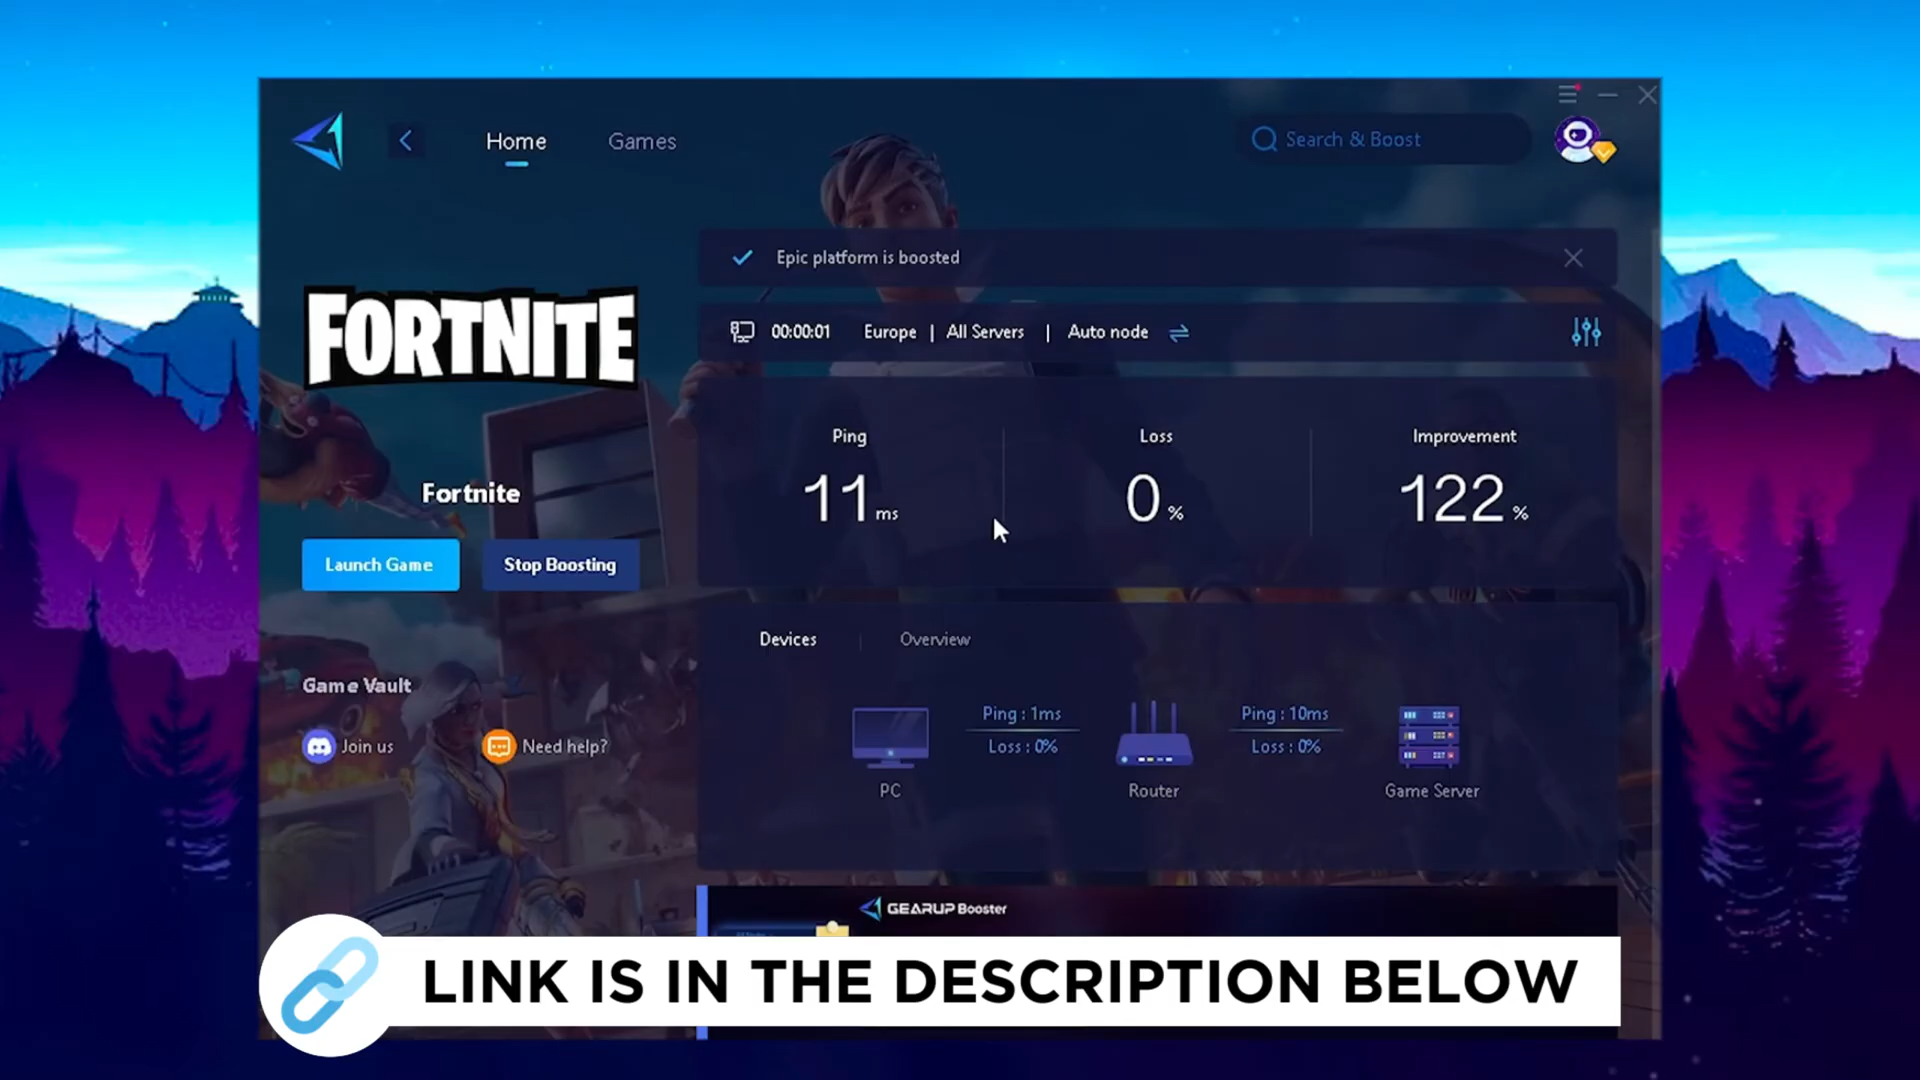 Home
Games
Search & Boost
Epic platform is boosted
00:00:01 Europe | All Servers | Auto node
FORTNITE
Fortnite
Launch Game
Stop Boosting
Ping
11 ms
Loss
0 %
Improvement
122 %
Devices | Overview
Game Vault
Join us
Need help?
Ping : 1ms
Loss : 0%
Ping : 10ms
Loss : 0%
PC
Router
Game Server
GEARUP Booster
LINK IS IN THE DESCRIPTION BELOW